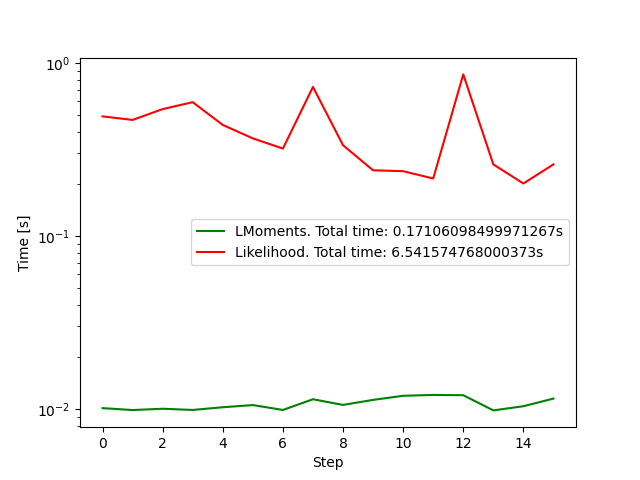 10⁰
10⁻¹
10⁻²
Time [s]
LMoments. Total time: 0.17106098499971267s
Likelihood. Total time: 6.541574768000373s
0 2 4 6 8 10 12 14
Step